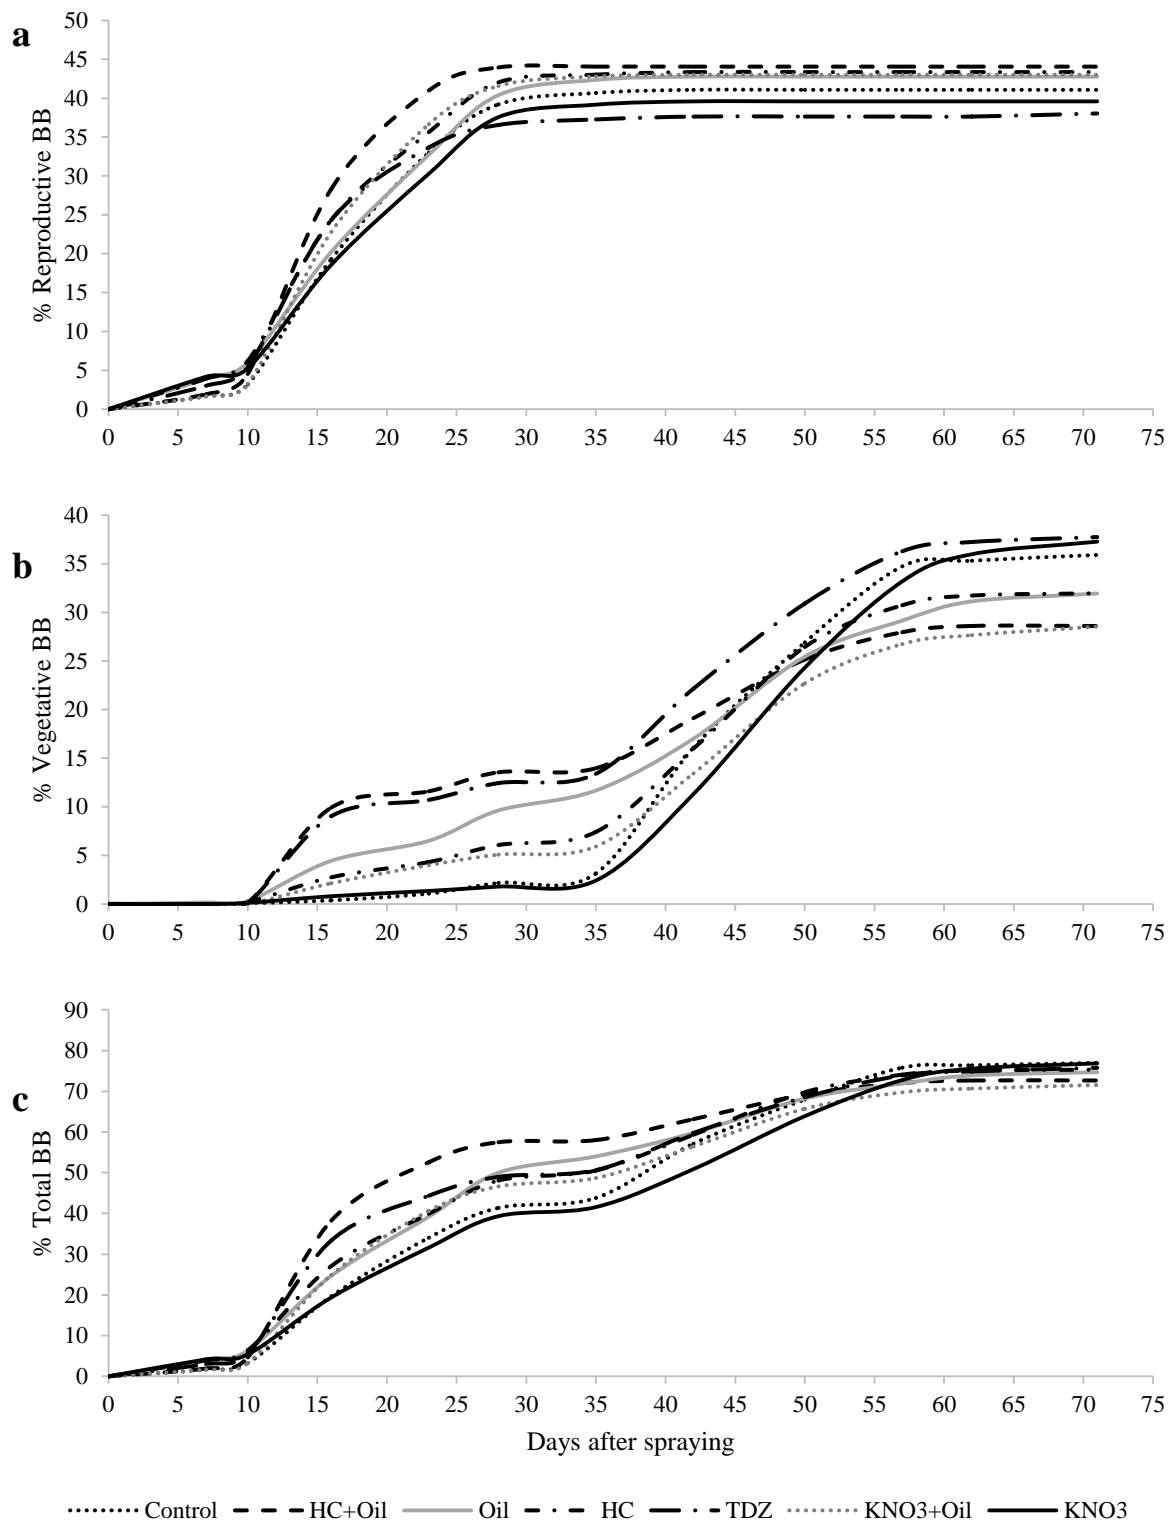 a
% Reproductive BB
50
45
40
35
30
25
20
15
10
5
0
0 5 10 15 20 25 30 35 40 45 50 55 60 65 70 75
b
% Vegetative BB
40
35
30
25
20
15
10
5
0
0 5 10 15 20 25 30 35 40 45 50 55 60 65 70 75
c
% Total BB
90
80
70
60
50
40
30
20
10
0
0 5 10 15 20 25 30 35 40 45 50 55 60 65 70 75
Days after spraying
Control HC+Oil Oil HC TDZ KNO3+Oil KNO3